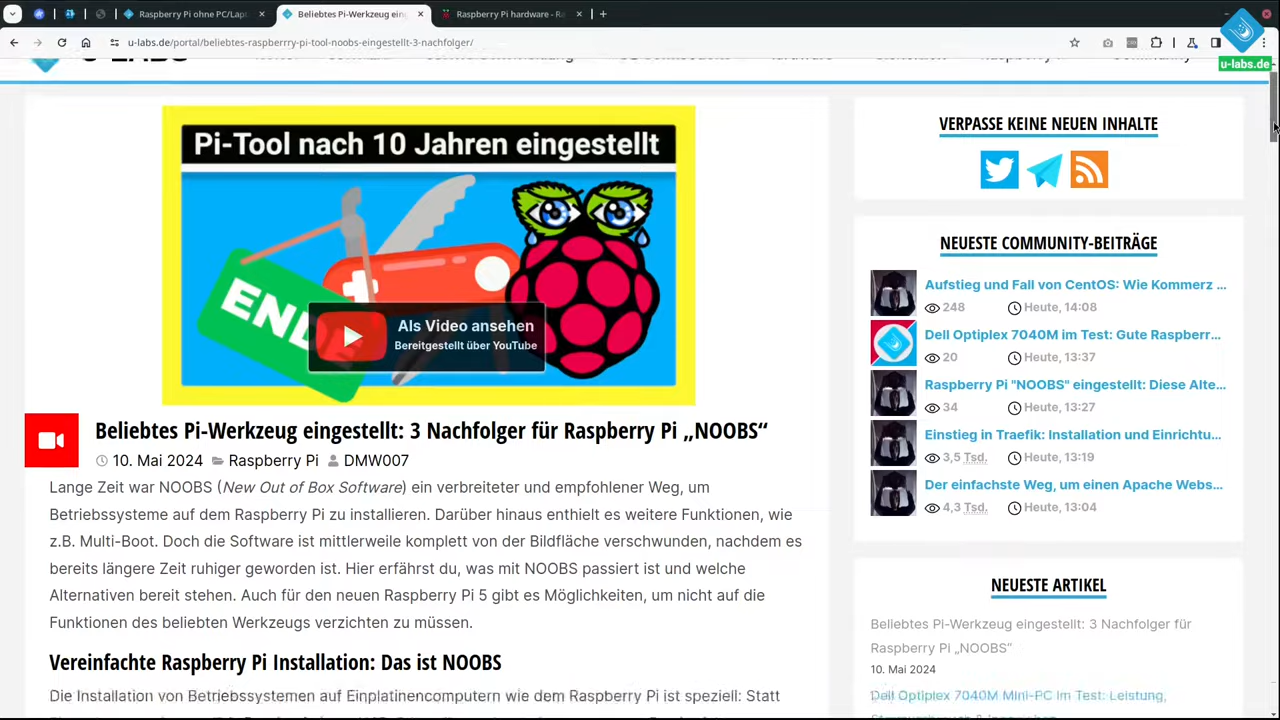 Raspberry Pi ohne PC/Lapt
Beliebtes Pi-Werkzeug ein
Raspberry Pi hardware - Ra
u-labs.de/portal/beliebtes-raspberrry-pi-tool-noobs-eingestellt-3-nachfolger/
u-labs.de
U-LABS
Pi-Tool nach 10 Jahren eingestellt
ENDE
Als Video ansehen
Bereitgestellt über YouTube
Beliebtes Pi-Werkzeug eingestellt: 3 Nachfolger für Raspberry Pi „NOOBS“
10. Mai 2024 Raspberry Pi DMW007
Lange Zeit war NOOBS (New Out of Box Software) ein verbreiteter und empfohlener Weg, um
Betriebssysteme auf dem Raspberry Pi zu installieren. Darüber hinaus enthielt es weitere Funktionen, wie
z.B. Multi-Boot. Doch die Software ist mittlerweile komplett von der Bildfläche verschwunden, nachdem es
bereits längere Zeit ruhiger geworden ist. Hier erfährst du, was mit NOOBS passiert ist und welche
Alternativen bereit stehen. Auch für den neuen Raspberry Pi 5 gibt es Möglichkeiten, um nicht auf die
Funktionen des beliebten Werkzeugs verzichten zu müssen.
Vereinfachte Raspberry Pi Installation: Das ist NOOBS
Die Installation von Betriebssystemen auf Einplatinencomputern wie dem Raspberry Pi ist speziell: Statt
VERPASSE KEINE NEUEN INHALTE
NEUESTE COMMUNITY-BEITRÄGE
Aufstieg und Fall von CentOS: Wie Kommerz ...
248 Heute, 14:08
Dell Optiplex 7040M im Test: Gute Raspberr...
20 Heute, 13:37
Raspberry Pi "NOOBS" eingestellt: Diese Alte...
34 Heute, 13:27
Einstieg in Traefik: Installation und Einrichtu...
3,5 Tsd. Heute, 13:19
Der einfachste Weg, um einen Apache Webs...
4,3 Tsd. Heute, 13:04
NEUESTE ARTIKEL
Beliebtes Pi-Werkzeug eingestellt: 3 Nachfolger für
Raspberry Pi „NOOBS“
10. Mai 2024
Dell Optiplex 7040M Mini-PC im Test: Leistung,